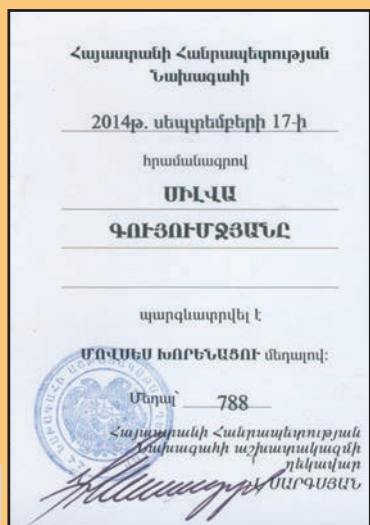 Հայաստանի Հանրապետության
Նախագահի
2014թ. սեպտեմբերի 17-ի
հրամանագրով
ՍԻԼՎԱ
ԳՈՒՅՈՒՄՋՅԱՆԸ
պարգևատրվել է
ՄՈՎՍԵՍ ԽՈՐԵՆԱՑՈՒ մեդալով:
Մեդալ՝ 788
Հայաստանի Հանրապետության
Նախագահի աշխատակազմի
ղեկավար
Վ. ՍԱՐԳՍՅԱՆ